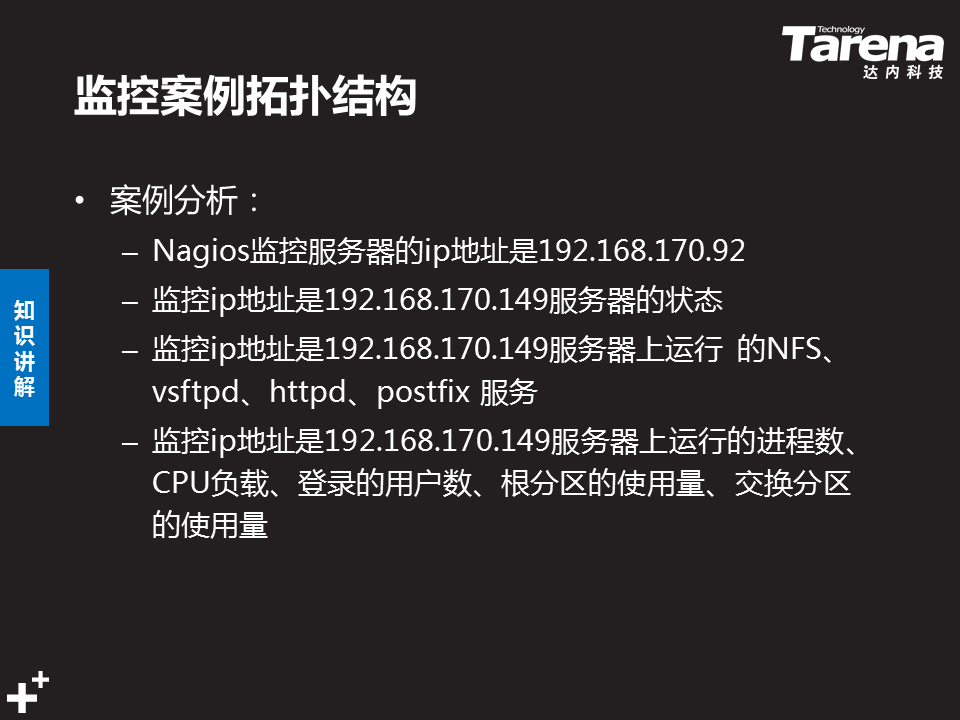 Technology
Tarena
达内科技
监控案例拓扑结构
• 案例分析：
– Nagios监控服务器的ip地址是192.168.170.92
– 监控ip地址是192.168.170.149服务器的状态
– 监控ip地址是192.168.170.149服务器上运行 的NFS、
vsftpd、httpd、postfix 服务
– 监控ip地址是192.168.170.149服务器上运行的进程数、
CPU负载、登录的用户数、根分区的使用量、交换分区
的使用量
知识讲解